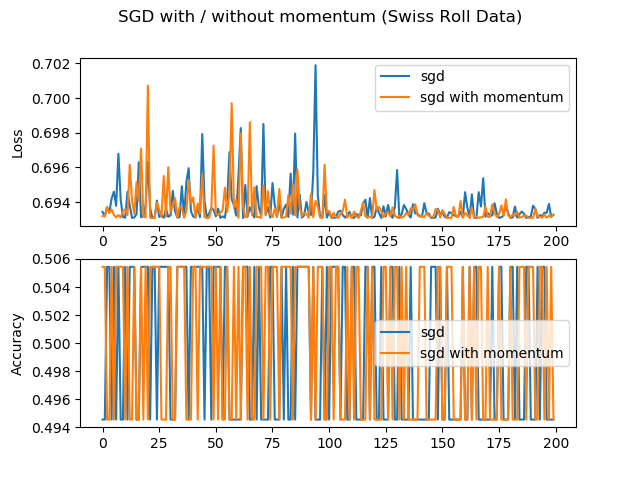 SGD with / without momentum (Swiss Roll Data)
0.702
0.700
0.698
0.696
0.694
Loss
sgd
sgd with momentum
0 25 50 75 100 125 150 175 200
0.506
0.504
0.502
0.500
0.498
0.496
0.494
Accuracy
sgd
sgd with momentum
0 25 50 75 100 125 150 175 200